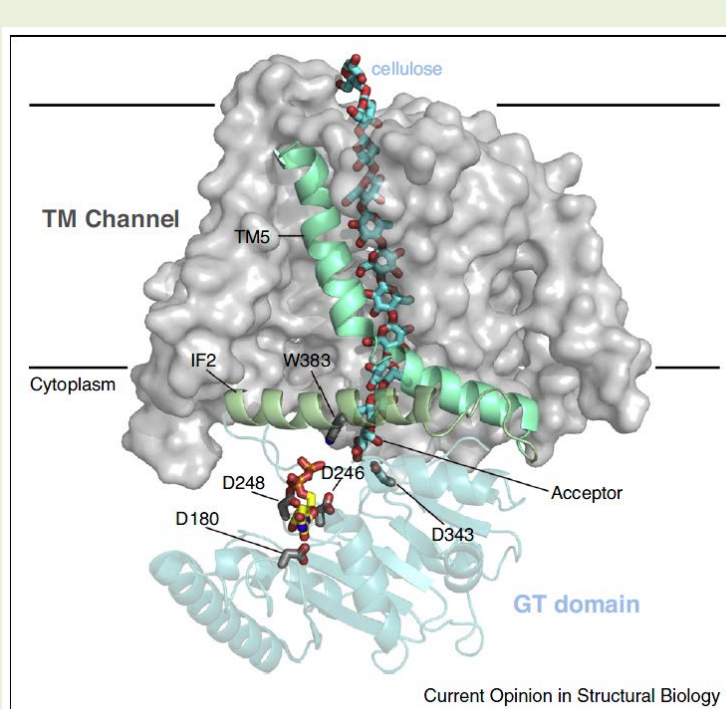 cellulose
TM Channel
TM5
IF2
W383
Cytoplasm
D248
D246
Acceptor
D180
D343
GT domain
Current Opinion in Structural Biology